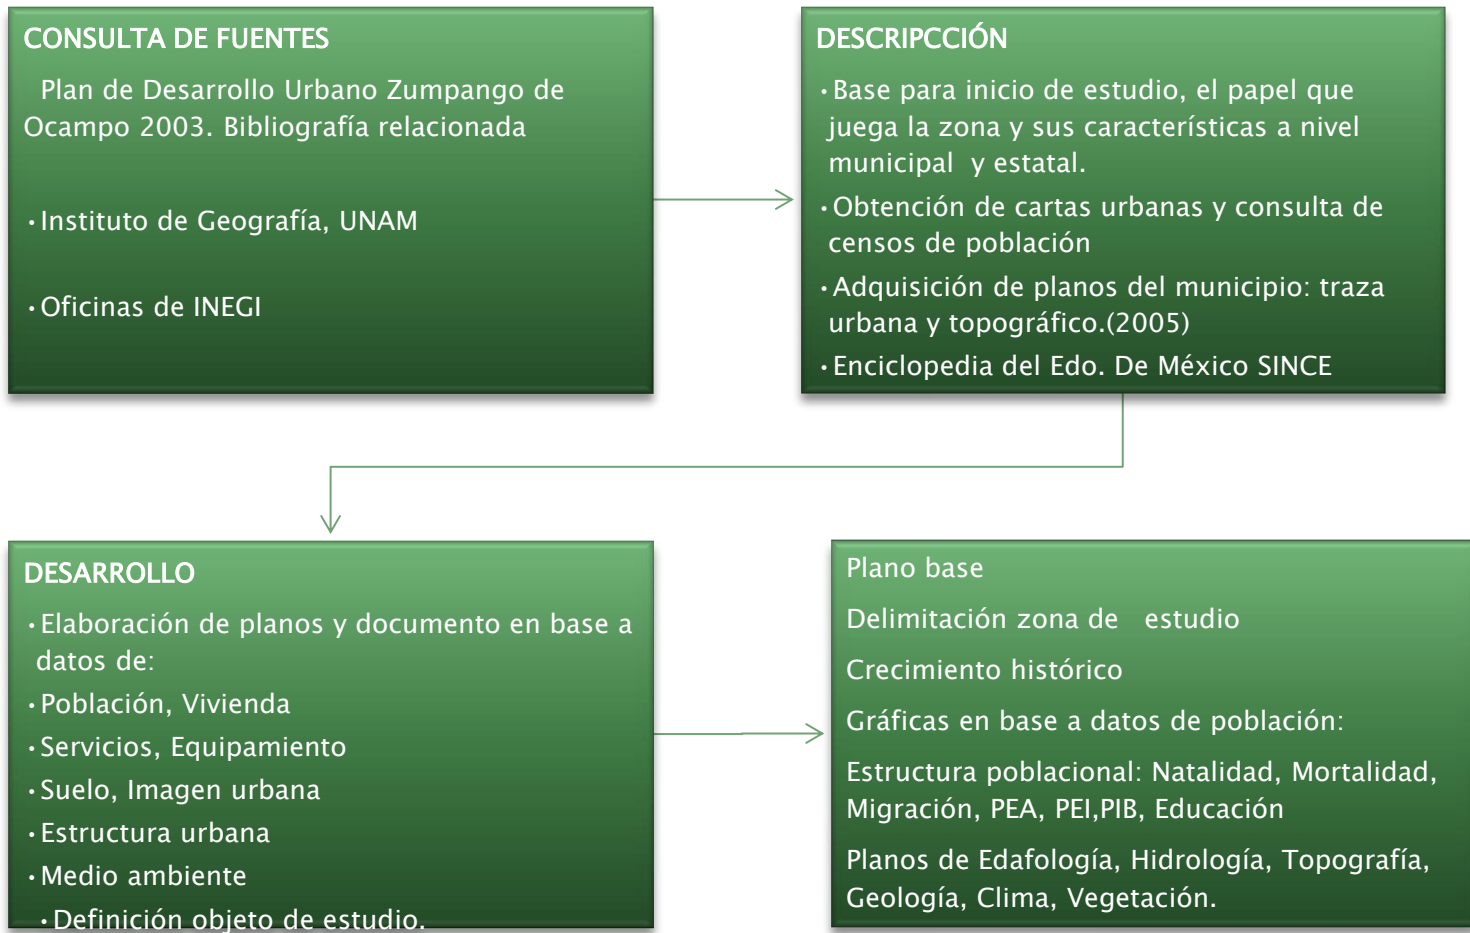 CONSULTA DE FUENTES
Plan de Desarrollo Urbano Zumpango de
Ocampo 2003. Bibliografía relacionada
•Instituto de Geografía, UNAM
•Oficinas de INEGI
DESCRIPCCIÓN
•Base para inicio de estudio, el papel que
juega la zona y sus características a nivel
municipal y estatal.
•Obtención de cartas urbanas y consulta de
censos de población
•Adquisición de planos del municipio: traza
urbana y topográfico.(2005)
•Enciclopedia del Edo. De México SINCE
DESARROLLO
•Elaboración de planos y documento en base a
datos de:
•Población, Vivienda
•Servicios, Equipamiento
•Suelo, Imagen urbana
•Estructura urbana
•Medio ambiente
•Definición objeto de estudio.
Plano base
Delimitación zona de estudio
Crecimiento histórico
Gráficas en base a datos de población:
Estructura poblacional: Natalidad, Mortalidad,
Migración, PEA, PEI,PIB, Educación
Planos de Edafología, Hidrología, Topografía,
Geología, Clima, Vegetación.